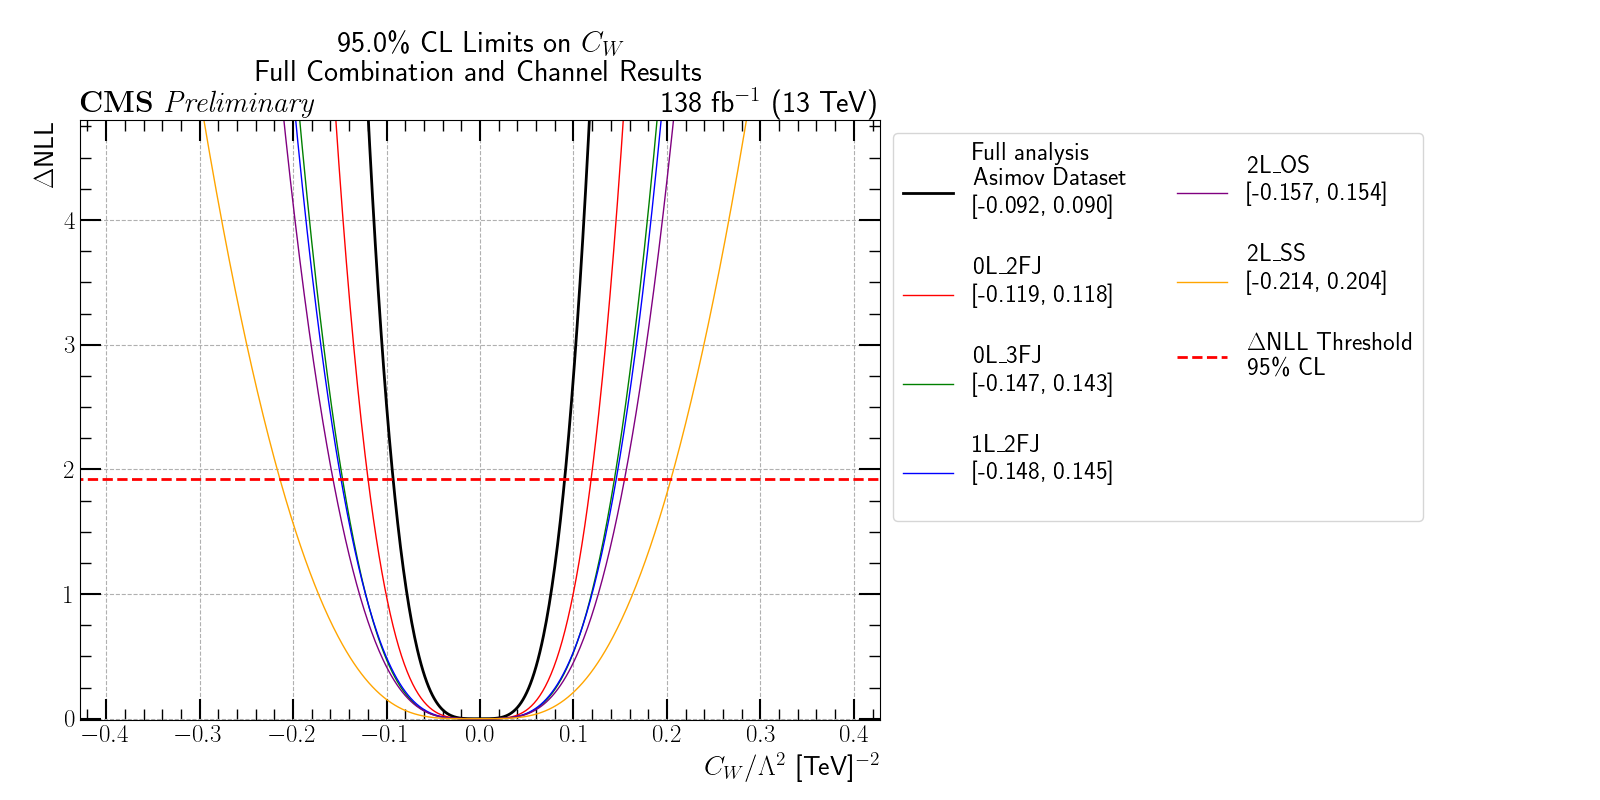 95.0% CL Limits on C_W
Full Combination and Channel Results
CMS Preliminary
138 fb⁻¹ (13 TeV)
ΔNLL
4
3
2
1
0
−0.4 −0.3 −0.2 −0.1 0.0 0.1 0.2 0.3 0.4
C_W/Λ² [TeV]⁻²
Full analysis
Asimov Dataset
[-0.092, 0.090]
0L_2FJ
[-0.119, 0.118]
0L_3FJ
[-0.147, 0.143]
1L_2FJ
[-0.148, 0.145]
2L_OS
[-0.157, 0.154]
2L_SS
[-0.214, 0.204]
ΔNLL Threshold
95% CL